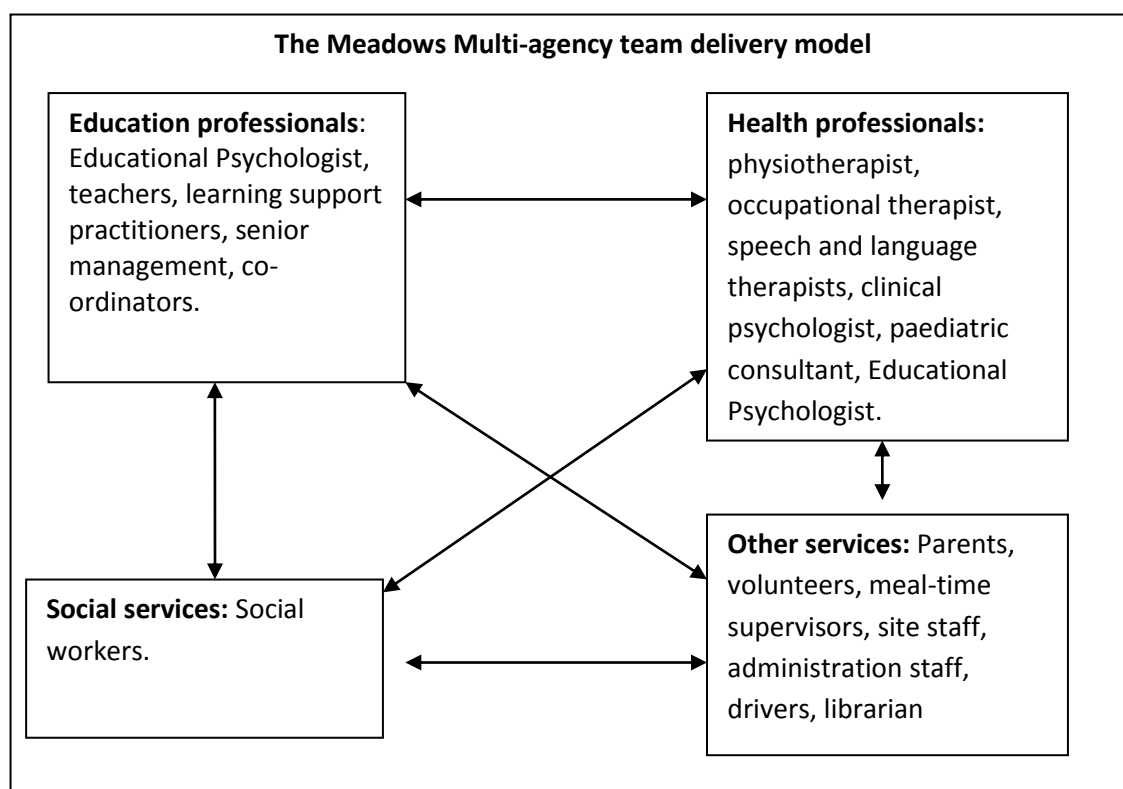 The Meadows Multi-agency team delivery model
Education professionals:
Educational Psychologist,
teachers, learning support
practitioners, senior
management, co-
ordinators.
Health professionals:
physiotherapist,
occupational therapist,
speech and language
therapists, clinical
psychologist, paediatric
consultant, Educational
Psychologist.
Social services: Social
workers.
Other services: Parents,
volunteers, meal-time
supervisors, site staff,
administration staff,
drivers, librarian